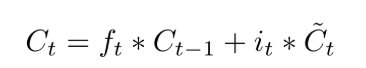 C_t = f_t * C_{t-1} + i_t * \tilde{C}_t